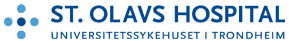 ST. OLAVS HOSPITAL
UNIVERSITETSSYKEHUSET I TRONDHEIM